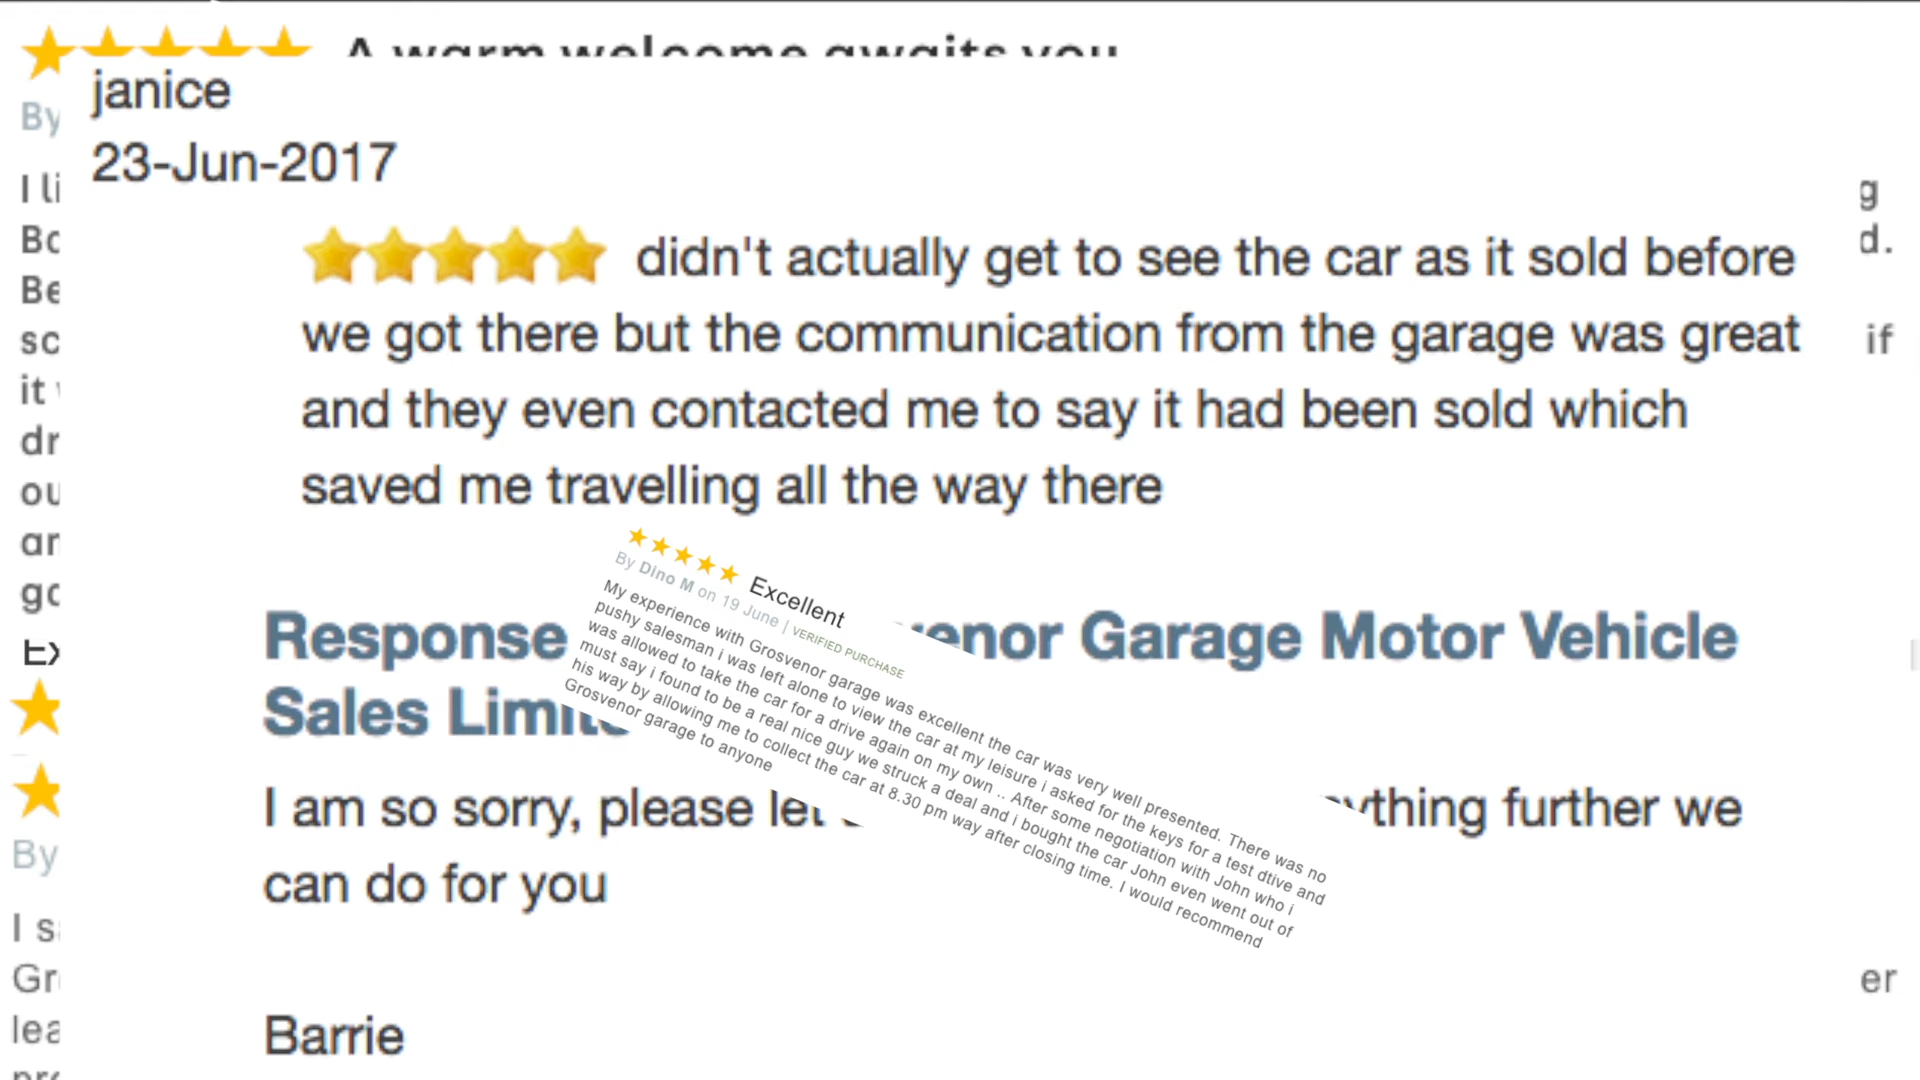 A warm welcome awaits you
janice
By
23-Jun-2017
didn't actually get to see the car as it sold before
we got there but the communication from the garage was great
and they even contacted me to say it had been sold which
saved me travelling all the way there
Excellent
By Dino M on 19 June | VERIFIED PURCHASE
My experience with Grosvenor garage was excellent the car was very well presented. There was no
pushy salesman i was left alone to view the car at my leisure i asked for the keys for a test dtive and
was allowed to take the car for a drive again on my own .. After some negotiation with John who i
must say i found to be a real nice guy we struck a deal and i bought the car John even went out of
his way by allowing me to collect the car at 8.30 pm way after closing time. I would recommend
Grosvenor garage to anyone
Response Garage Motor Vehicle
Sales
I am so sorry, please let further we
can do for you
By
Barrie